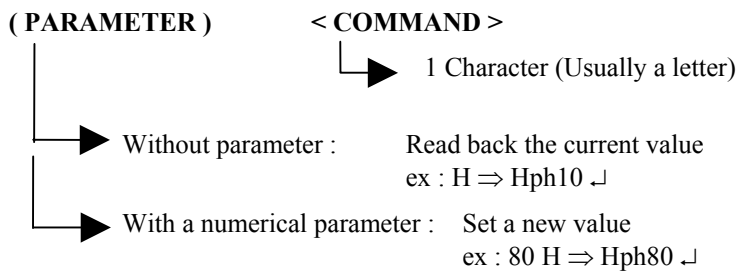 ( PARAMETER ) < COMMAND >
1 Character (Usually a letter)
Without parameter : Read back the current value
ex : H ⇒ Hph10 ↵
With a numerical parameter : Set a new value
ex : 80 H ⇒ Hph80 ↵